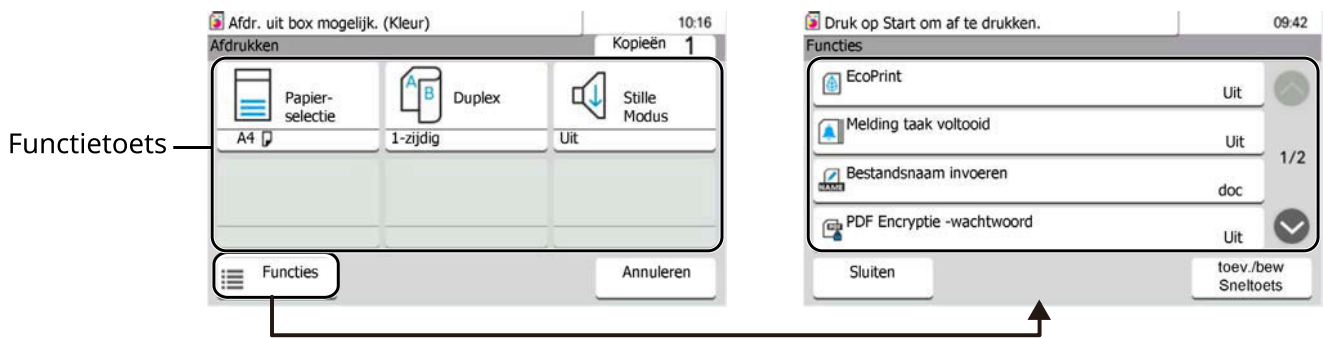 Functietoets
Afdr. uit box mogelijk. (Kleur)
10:16
Afdrukken
Kopieën 1
Papier-
selectie
A4
A
B
Duplex
1-zijdig
Stille
Modus
Uit
Functies
Annuleren
Druk op Start om af te drukken.
09:42
Functies
EcoPrint
Uit
Melding taak voltooid
Uit
1/2
NAME
Bestandsnaam invoeren
doc
PDF Encryptie -wachtwoord
Uit
Sluiten
toev./bew
Sneltoets